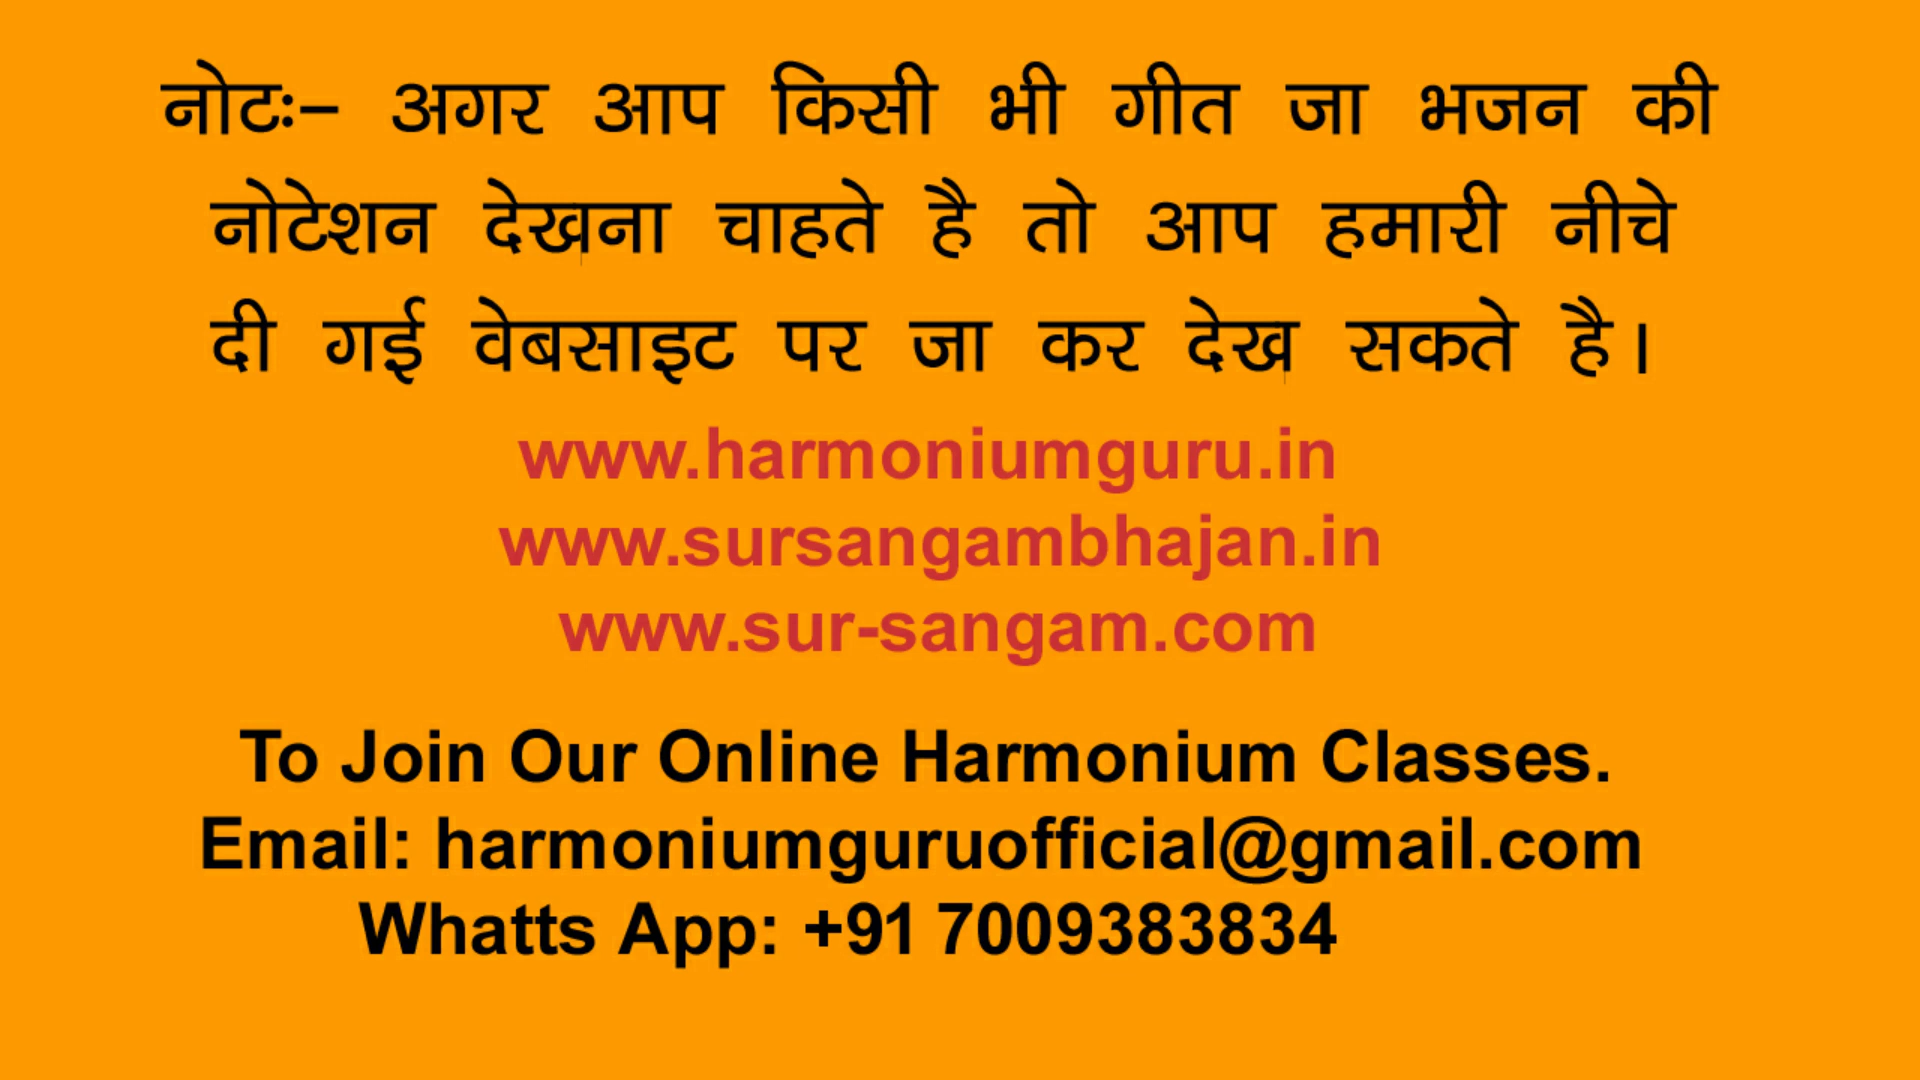 नोटः– अगर आप किसी भी गीत जा भजन की
नोटेशन देखना चाहते है तो आप हमारी नीचे
दी गई वेबसाइट पर जा कर देख सकते है।
www.harmoniumguru.in
www.sursangambhajan.in
www.sur-sangam.com
To Join Our Online Harmonium Classes.
Email: harmoniumguruofficial@gmail.com
Whatts App: +91 7009383834